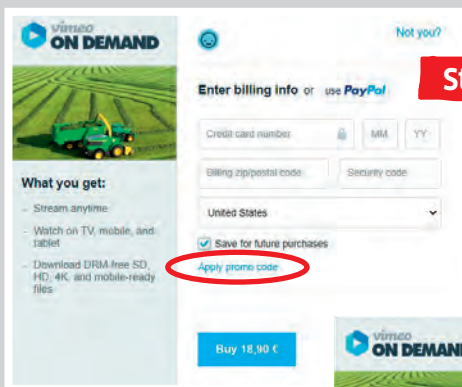 vimeo
ON DEMAND
What you get:
- Stream anytime
- Watch on TV, mobile, and
tablet
- Download DRM-free SD,
HD, 4K, and mobile-ready
files
Not you?
Enter billing info or use PayPal
St
Credit card number
MM
YY
Billing zip/postal code
Security code
United States
Save for future purchases
Apply promo code
Buy 18,90 €
vimeo
ON DEMAN